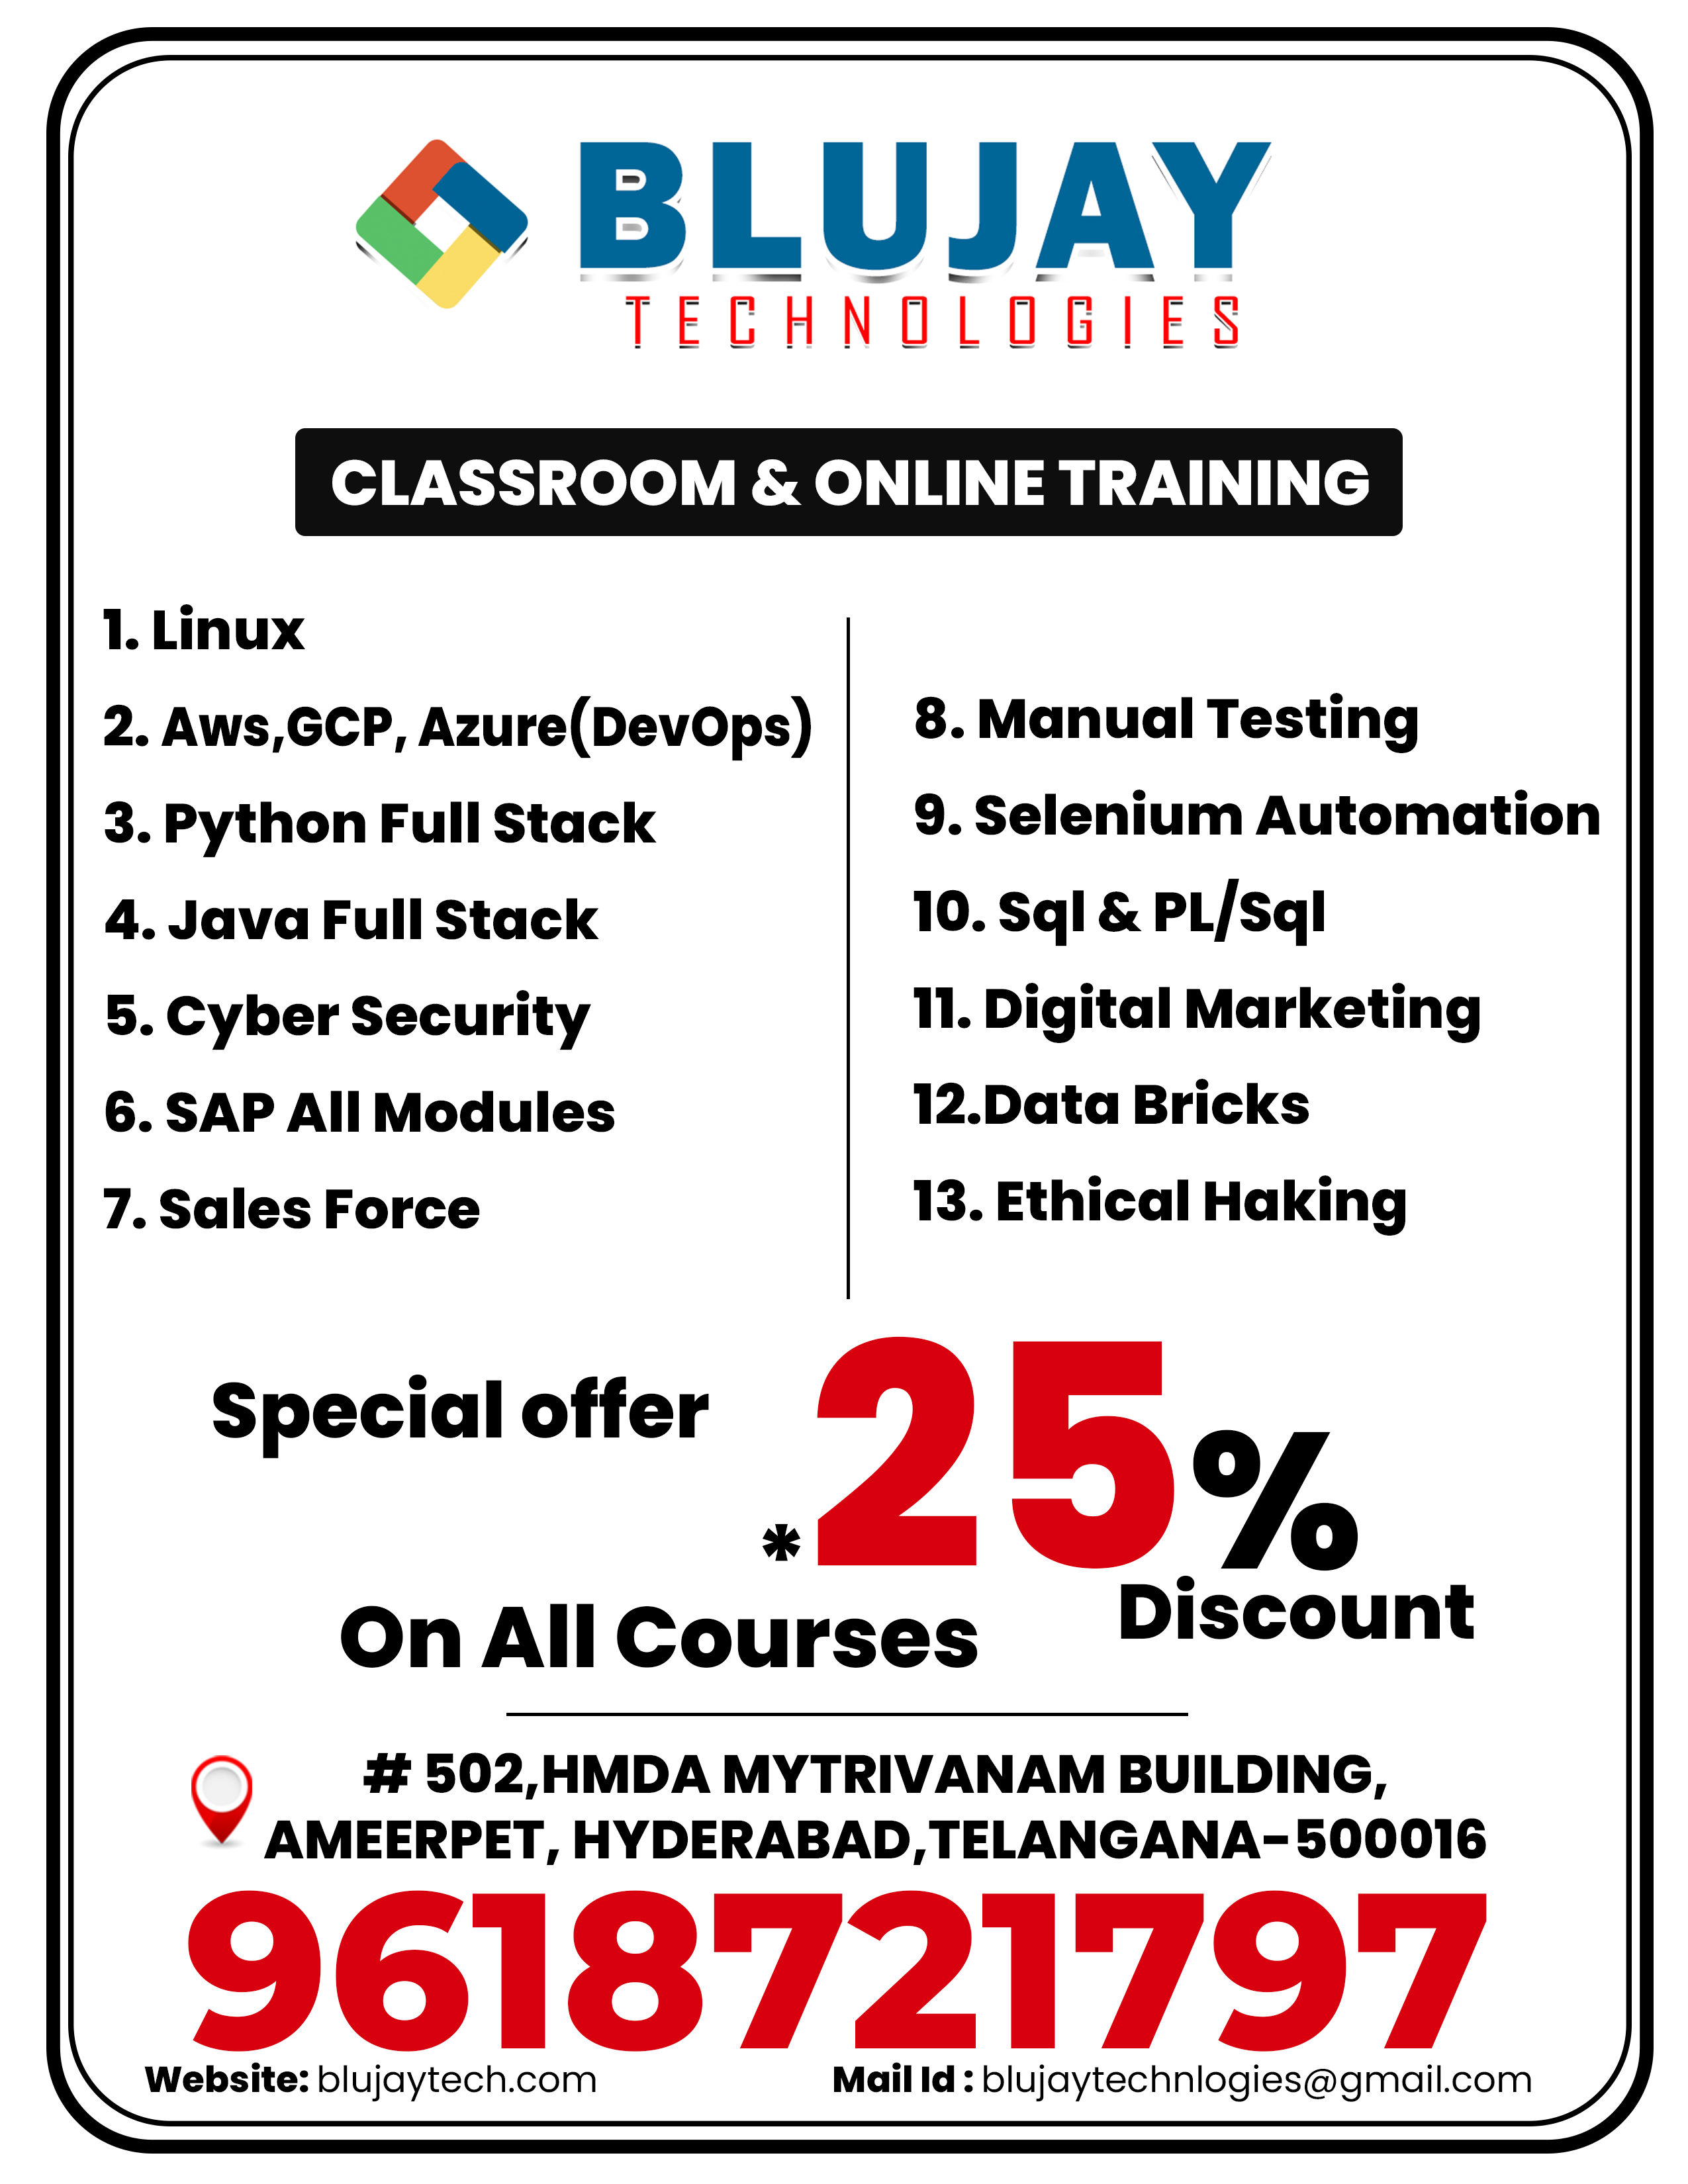 BLUJAY
TECHNOLOGIES
CLASSROOM & ONLINE TRAINING
1. Linux
2. Aws,GCP, Azure(DevOps)
3. Python Full Stack
4. Java Full Stack
5. Cyber Security
6. SAP All Modules
7. Sales Force
8. Manual Testing
9. Selenium Automation
10. Sql & PL/Sql
11. Digital Marketing
12.Data Bricks
13. Ethical Haking
Special offer
*25%
Discount
On All Courses
# 502,HMDA MYTRIVANAM BUILDING,
AMEERPET, HYDERABAD,TELANGANA-500016
9618721797
Website: blujaytech.com
Mail Id : blujaytechnlogies@gmail.com